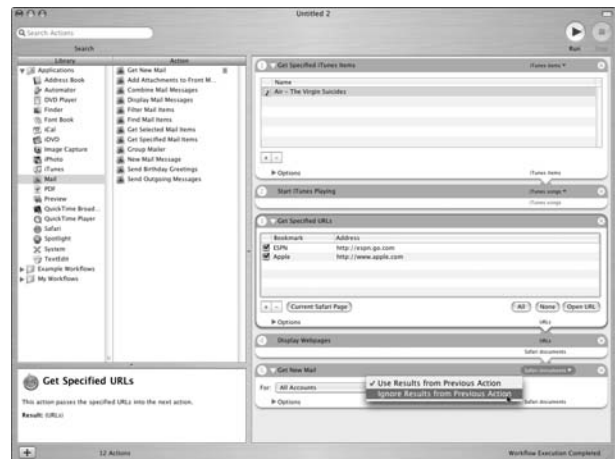 Untitled 2
Search Actions
Search
Run
Library
Action
Applications
Address Book
Automator
DVD Player
Finder
Font Book
iCal
iDVD
Image Capture
iPhoto
iTunes
Mail
PDF
Preview
QuickTime Broad...
QuickTime Player
Safari
Spotlight
System
TextEdit
Example Workflows
My Workflows
Get New Mail
Add Attachments to Front M...
Combine Mail Messages
Display Mail Messages
Filter Mail Items
Find Mail Items
Get Selected Mail Items
Get Specified Mail Items
Group Mailer
New Mail Message
Send Birthday Greetings
Send Outgoing Messages
1 Get Specified iTunes Items
iTunes items
Name
Air - The Virgin Suicides
+ -
Options
iTunes items
2 Start iTunes Playing
iTunes songs
iTunes songs
3 Get Specified URLs
Bookmark Address
ESPN http://espn.go.com
Apple http://www.apple.com
+ - Current Safari Page All None Open URL
Options
URLs
Display Webpages
URLs
Safari documents
Get New Mail
Safari documents
For: All Accounts
✓ Use Results from Previous Action
Ignore Results from Previous Action
Options
Safari documents
Get Specified URLs
This action passes the specified URLs into the next action.
Result: (URLs)
+
12 Actions
Workflow Execution Completed